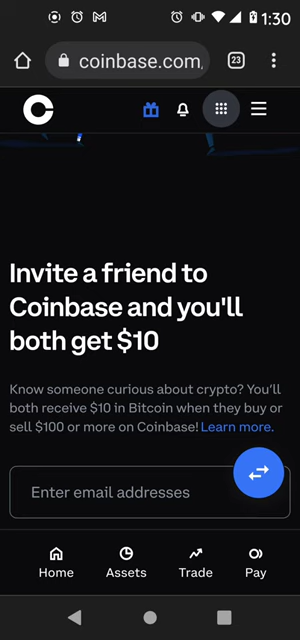 1:30
coinbase.com
23
Invite a friend to
Coinbase and you'll
both get $10
Know someone curious about crypto? You'll
both receive $10 in Bitcoin when they buy or
sell $100 or more on Coinbase! Learn more.
Enter email addresses
Home Assets Trade Pay